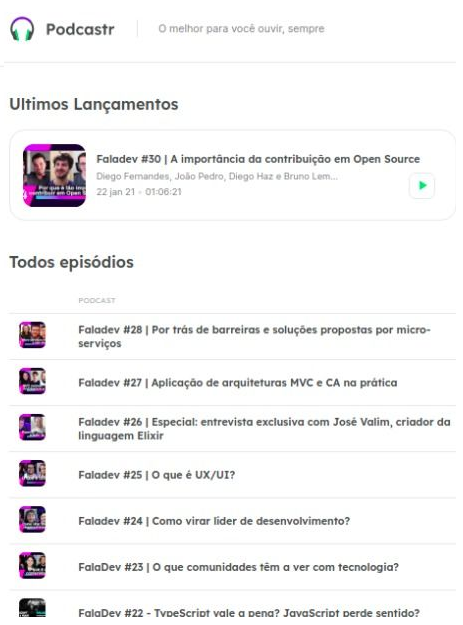 Podcastr
O melhor para você ouvir, sempre
Ultimos Lançamentos
Por que é tão imp
contribuir em Open S
Faladev #30 | A importância da contribuição em Open Source
Diego Fernandes, João Pedro, Diego Haz e Bruno Lem...
22 jan 21 • 01:06:21
Todos episódios
PODCAST
Faladev #28 | Por trás de barreiras e soluções propostas por micro-
serviços
Faladev #27 | Aplicação de arquiteturas MVC e CA na prática
Faladev #26 | Especial: entrevista exclusiva com José Valim, criador da
linguagem Elixir
Faladev #25 | O que é UX/UI?
Faladev #24 | Como virar líder de desenvolvimento?
FalaDev #23 | O que comunidades têm a ver com tecnologia?
FalaDev #22 - TypeScript vale a pena? JavaScript perde sentido?